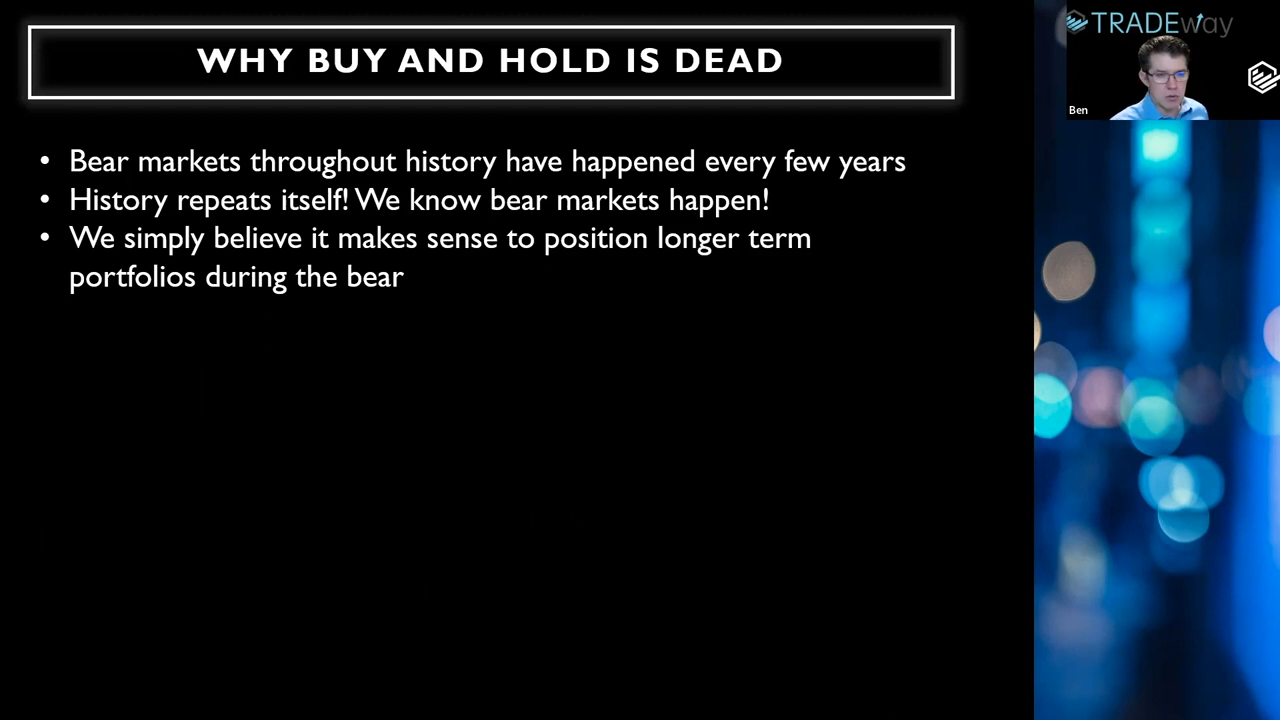 WHY BUY AND HOLD IS DEAD
TRADEway
Ben
• Bear markets throughout history have happened every few years
• History repeats itself! We know bear markets happen!
• We simply believe it makes sense to position longer term
portfolios during the bear